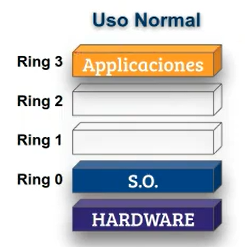 Uso Normal
Ring 3 Applicaciones
Ring 2
Ring 1
Ring 0 S.O.
HARDWARE